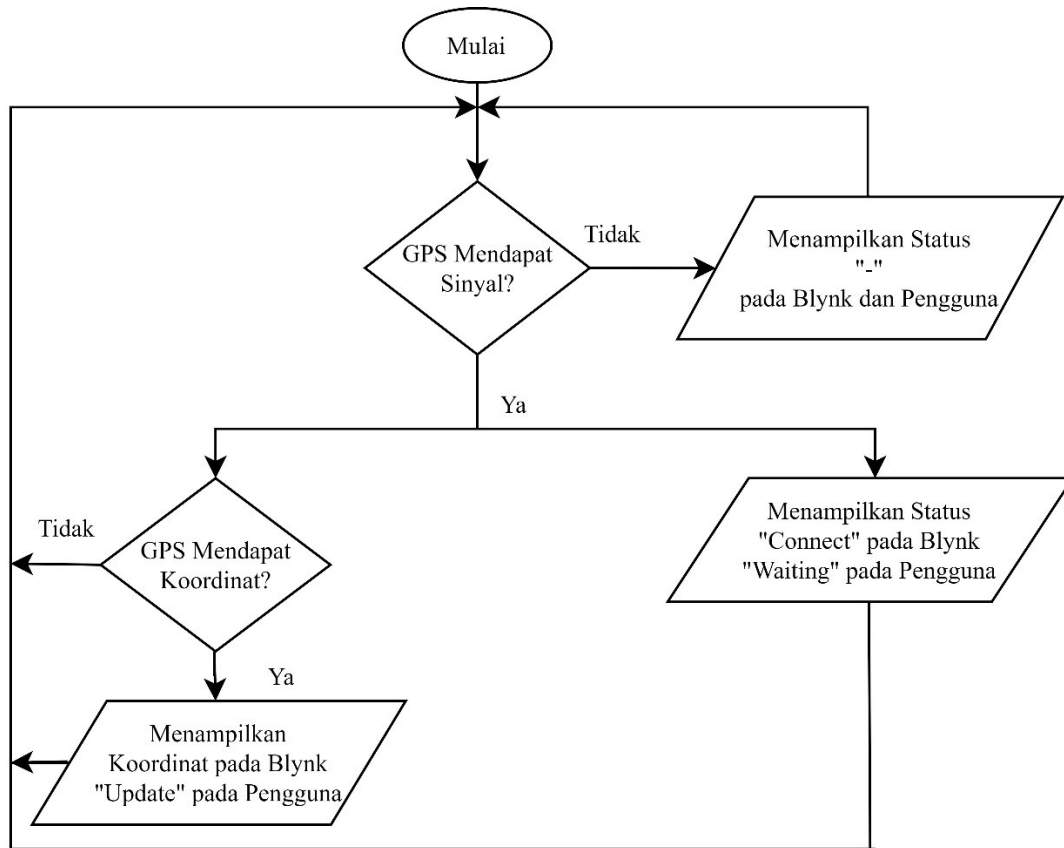 Mulai
GPS Mendapat
Sinyal?
Tidak
Menampilkan Status
"-"
pada Blynk dan Pengguna
Ya
Tidak
GPS Mendapat
Koordinat?
Menampilkan Status
"Connect" pada Blynk
"Waiting" pada Pengguna
Ya
Menampilkan
Koordinat pada Blynk
"Update" pada Pengguna